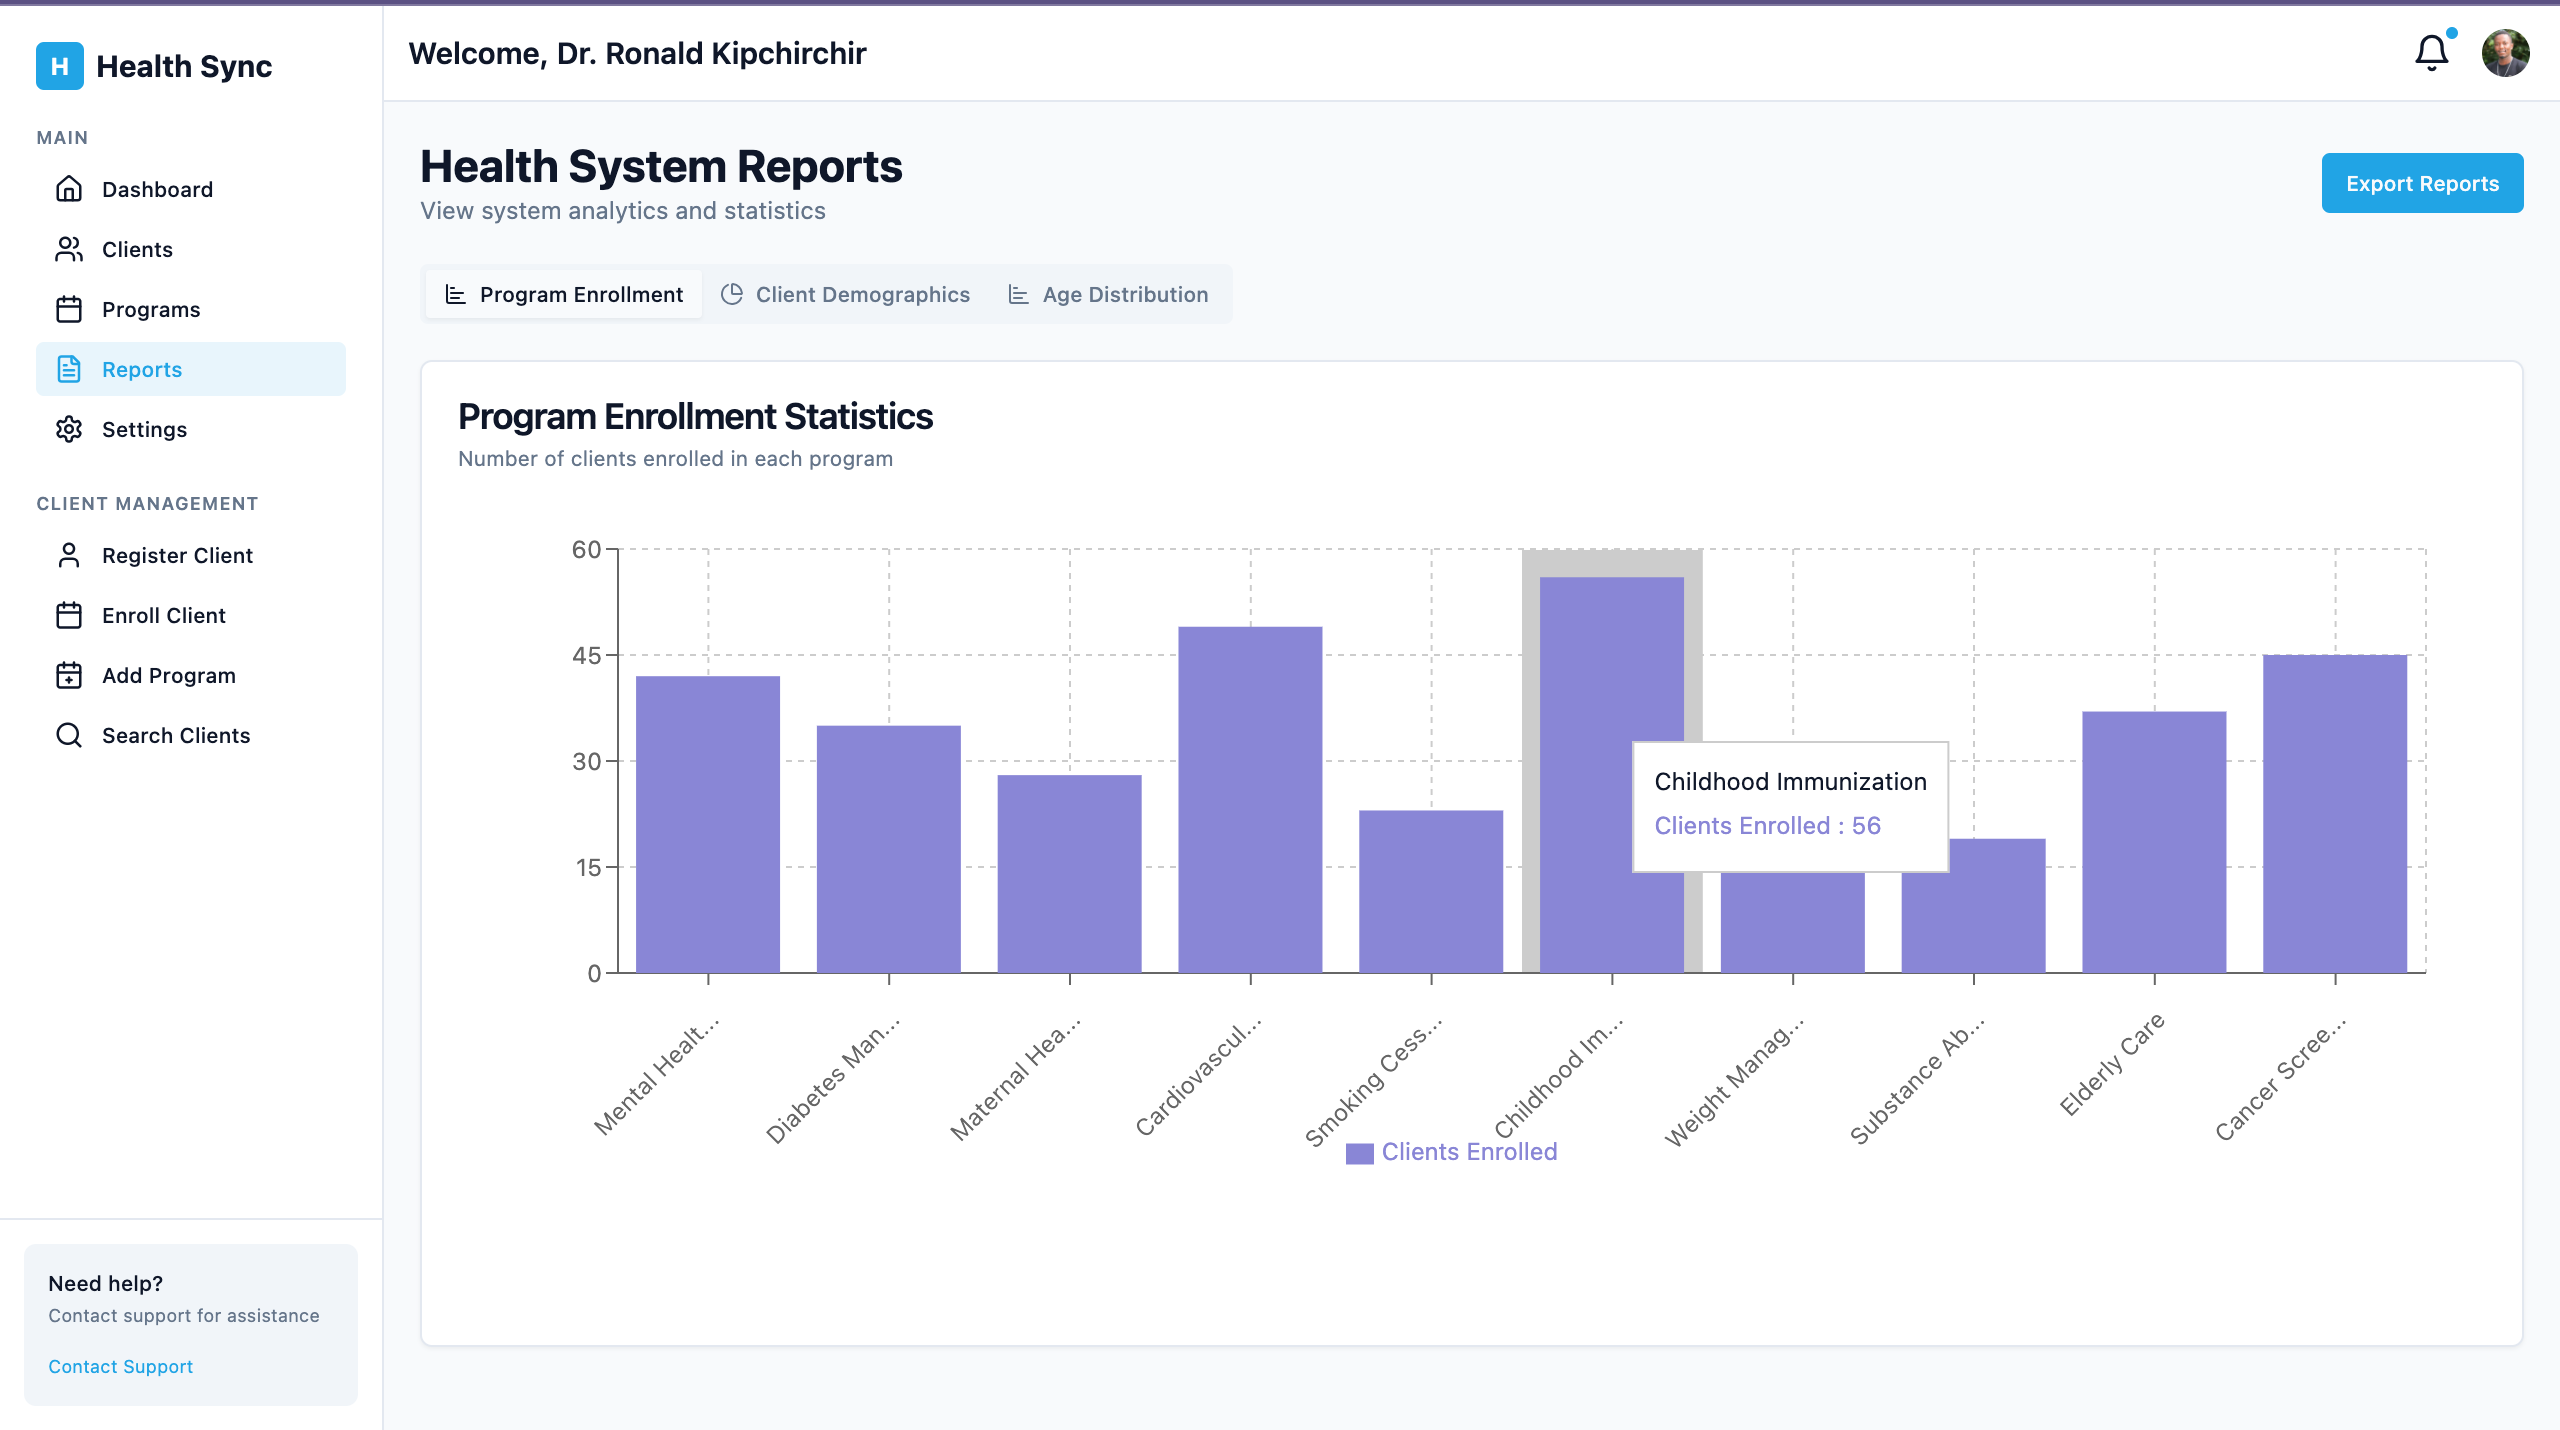 H Health Sync
MAIN
Dashboard
Clients
Programs
Reports
Settings
CLIENT MANAGEMENT
Register Client
Enroll Client
Add Program
Search Clients
Need help?
Contact support for assistance
Contact Support
Welcome, Dr. Ronald Kipchirchir
Health System Reports
View system analytics and statistics
Export Reports
Program Enrollment
Client Demographics
Age Distribution
Program Enrollment Statistics
Number of clients enrolled in each program
60
45
30
15
0
Childhood Immunization
Clients Enrolled : 56
Mental Healt...
Diabetes Man...
Maternal Hea...
Cardiovascul...
Smoking Cess...
Childhood Im...
Weight Manag...
Substance Ab...
Elderly Care
Cancer Scree...
Clients Enrolled